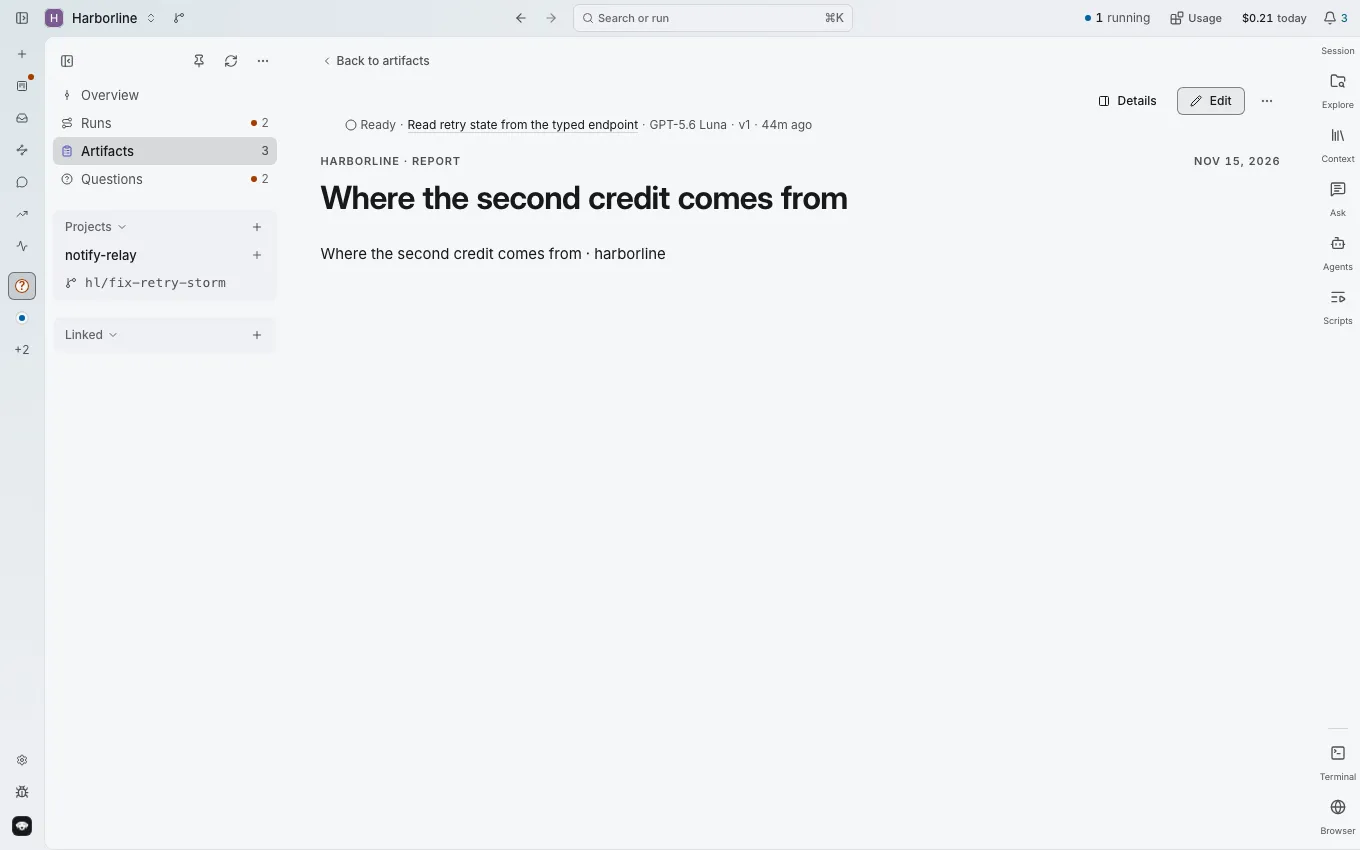 H Harborline
Search or run ⌘K
1 running
Usage
$0.21 today
3
+2
Overview
Runs 2
Artifacts 3
Questions 2
Projects
notify-relay
hl/fix-retry-storm
Linked
Back to artifacts
Details
Edit
Ready · Read retry state from the typed endpoint · GPT-5.6 Luna · v1 · 44m ago
HARBORLINE · REPORT
NOV 15, 2026
Where the second credit comes from
Where the second credit comes from · harborline
Session
Explore
Context
Ask
Agents
Scripts
Terminal
Browser